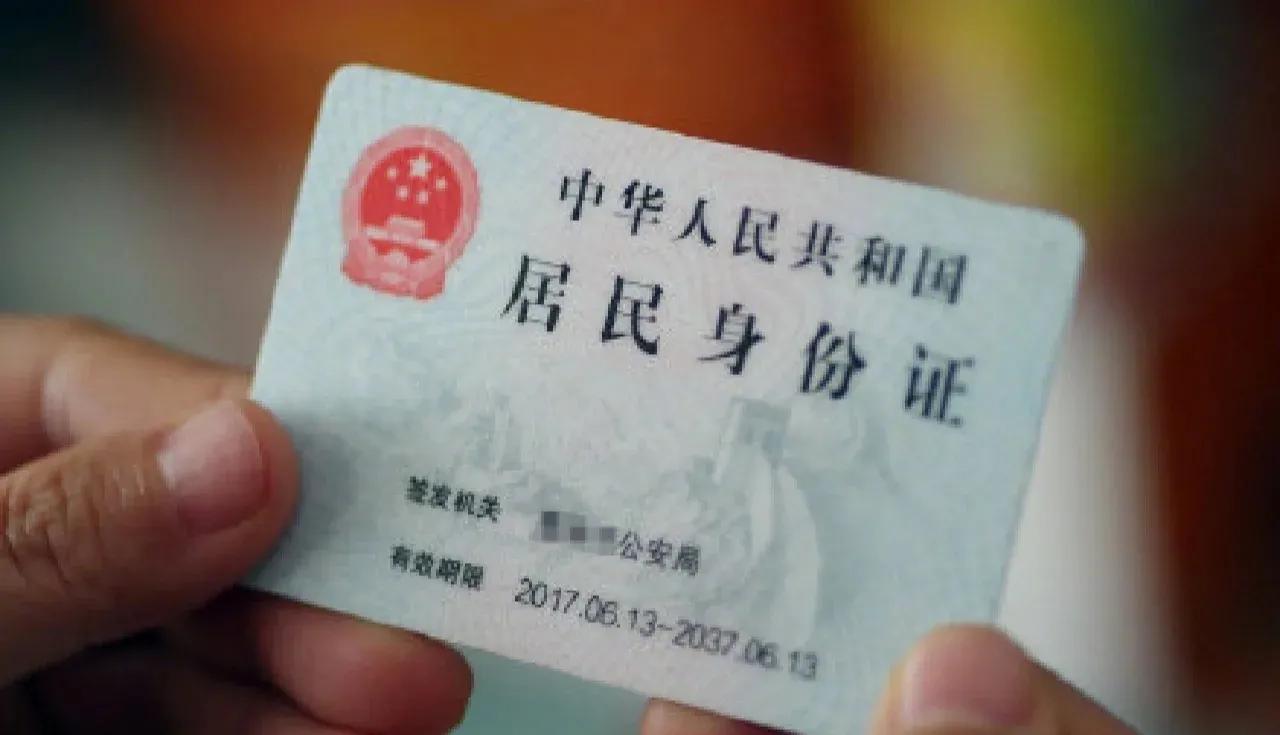 中华人民共和国
居民身份证
签发机关 公安局
有效期限 2017.06.13-2037.06.13